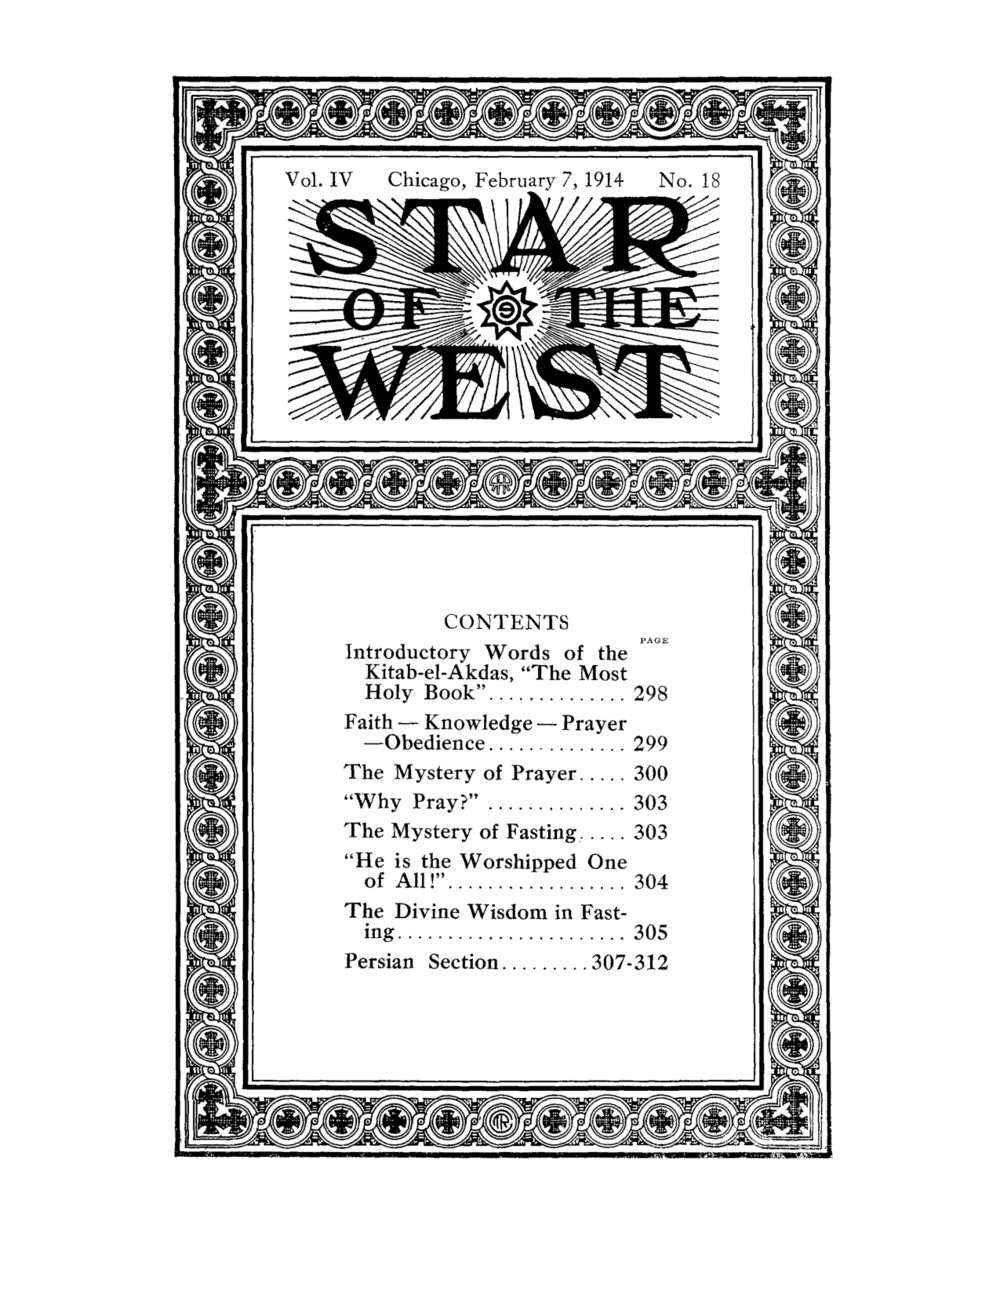 Vol. IV Chicago, February 7, 1914 No. 18
STAR
OF THE
WEST
CONTENTS
PAGE
Introductory Words of the
Kitab-el-Akdas, “The Most
Holy Book”.............. 298
Faith — Knowledge — Prayer
—Obedience.............. 299
The Mystery of Prayer..... 300
“Why Pray?” .............. 303
The Mystery of Fasting..... 303
“He is the Worshipped One
of All!”.................. 304
The Divine Wisdom in Fast-
ing....................... 305
Persian Section.........307-312